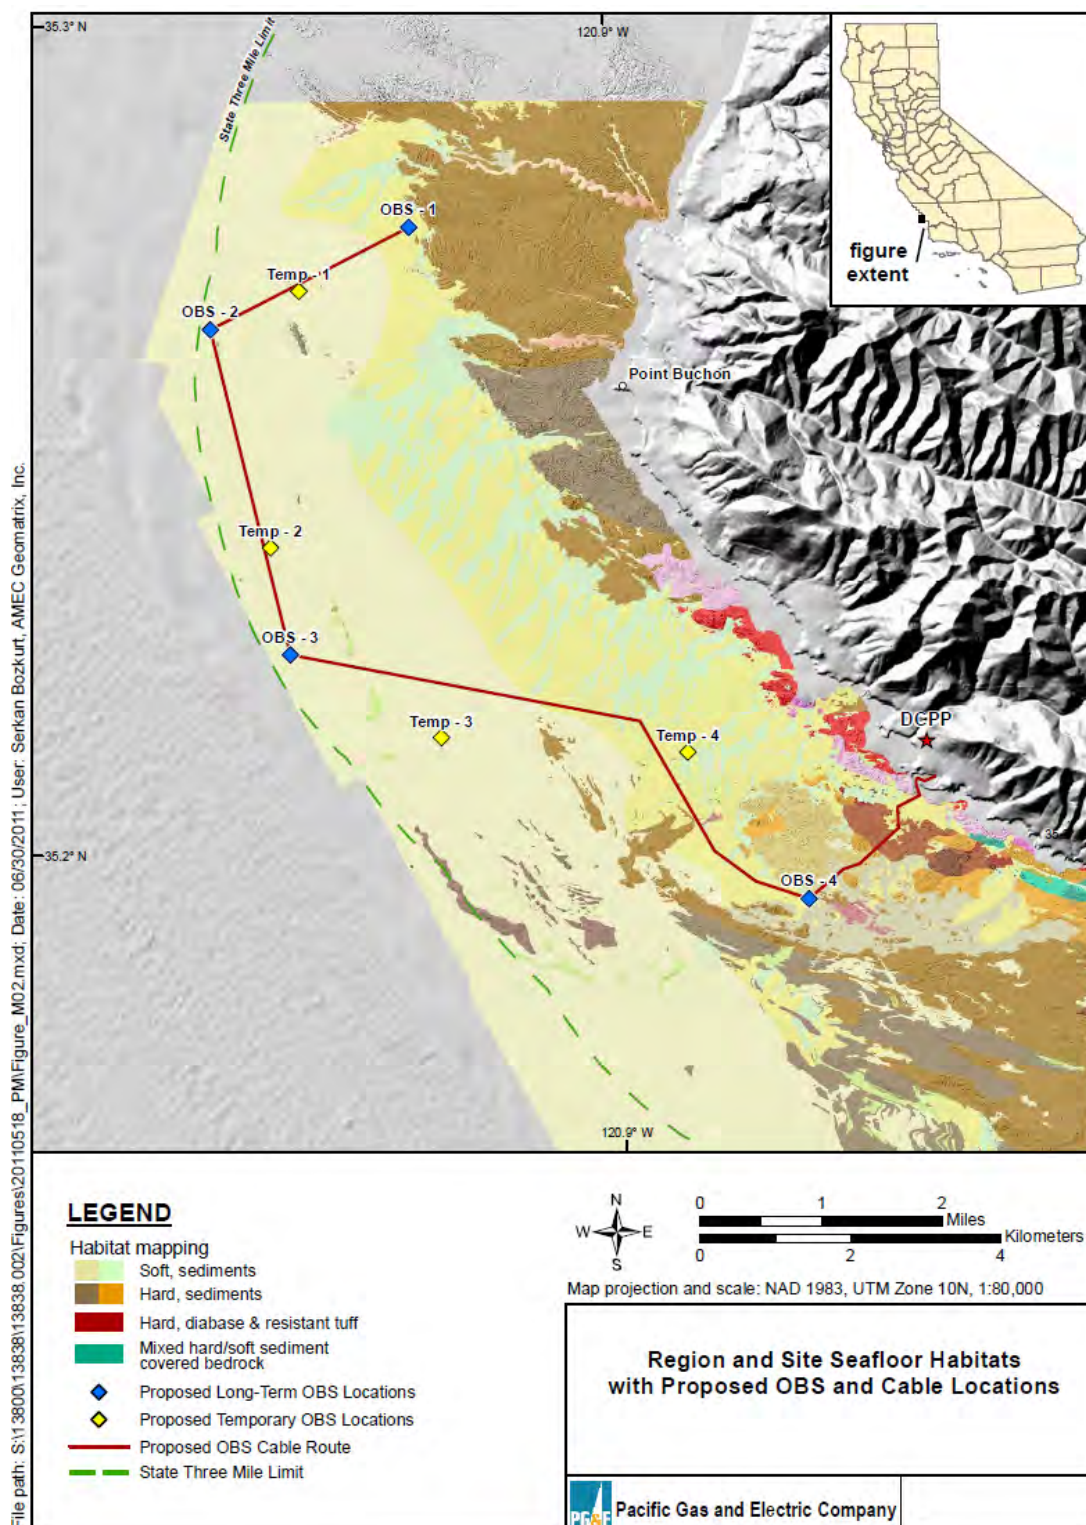 35.3° N
120.9° W
State Three Mile Limit
figure
extent
OBS - 1
Temp - 1
OBS - 2
Point Buchon
Temp - 2
OBS - 3
Temp - 3
Temp - 4
DCPP
35.2° N
OBS - 4
120.9° W
File path: S:\13800\13838\13838.002\Figures\20110518_PM\Figure_M02.mxd; Date: 06/30/2011; User: Serkan Bozkurt, AMEC Geomatrix, Inc.
LEGEND
Habitat mapping
Soft, sediments
Hard, sediments
Hard, diabase & resistant tuff
Mixed hard/soft sediment
covered bedrock
Proposed Long-Term OBS Locations
Proposed Temporary OBS Locations
Proposed OBS Cable Route
State Three Mile Limit
N
W E
S
0 1 2
Miles
Kilometers
0 2 4
Map projection and scale: NAD 1983, UTM Zone 10N, 1:80,000
Region and Site Seafloor Habitats
with Proposed OBS and Cable Locations
PG&E
Pacific Gas and Electric Company